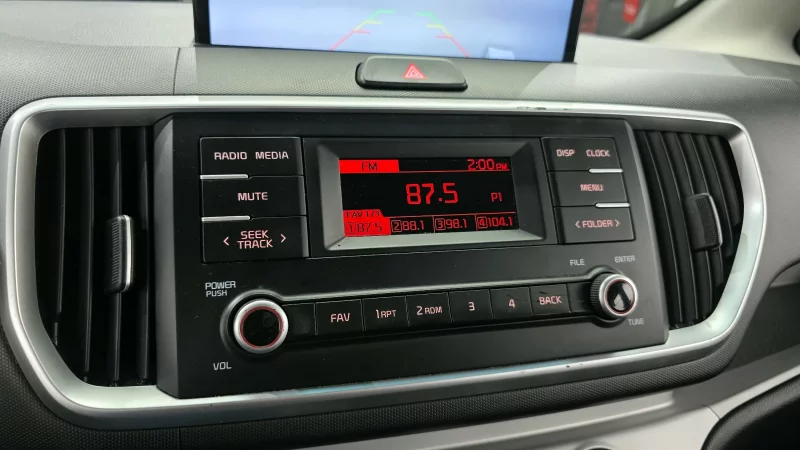 RADIO MEDIA
MUTE
< SEEK >
TRACK
FM 2:00 PM
87.5 P1
FAV 1/3
1 87.5 2 88.1 3 98.1 4 104.1
DISP CLOCK
MENU
< FOLDER >
POWER
PUSH
VOL
FAV 1 RPT 2 RDM 3 4 BACK
FILE ENTER
TUNE